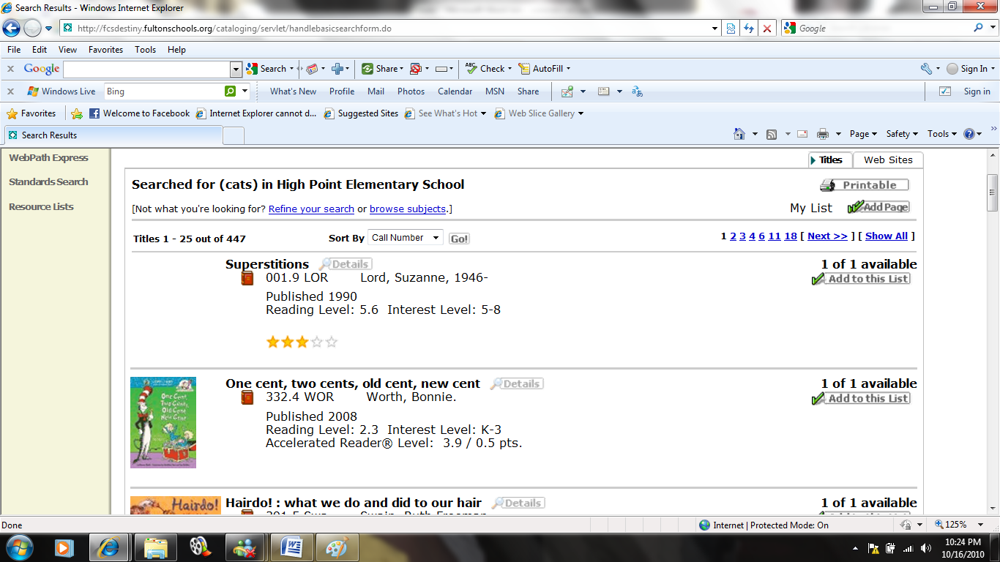 Search Results - Windows Internet Explorer
http://fcsdestiny.fultonschools.org/cataloging/servlet/handlebasicsearchform.do
Google
File Edit View Favorites Tools Help
x Google Search Share Check AutoFill Sign In
x Windows Live Bing What's New Profile Mail Photos Calendar MSN Share Sign in
Favorites Welcome to Facebook Internet Explorer cannot d... Suggested Sites See What's Hot Web Slice Gallery
Search Results Page Safety Tools
WebPath Express
Standards Search
Resource Lists
Titles Web Sites
Searched for (cats) in High Point Elementary School Printable
[Not what you're looking for? Refine your search or browse subjects.] My List Add Page
Titles 1 - 25 out of 447 Sort By Call Number Go! 1 2 3 4 6 11 18 [ Next >> ] [ Show All ]
Superstitions Details 1 of 1 available
001.9 LOR Lord, Suzanne, 1946- Add to this List
Published 1990
Reading Level: 5.6 Interest Level: 5-8
One cent, two cents, old cent, new cent Details 1 of 1 available
332.4 WOR Worth, Bonnie. Add to this List
Published 2008
Reading Level: 2.3 Interest Level: K-3
Accelerated Reader® Level: 3.9 / 0.5 pts.
One Cent,
Two Cents,
Old Cent,
New Cent
Hairdo!
Hairdo! : what we do and did to our hair Details 1 of 1 available
Done Internet | Protected Mode: On 125%
10:24 PM
10/16/2010